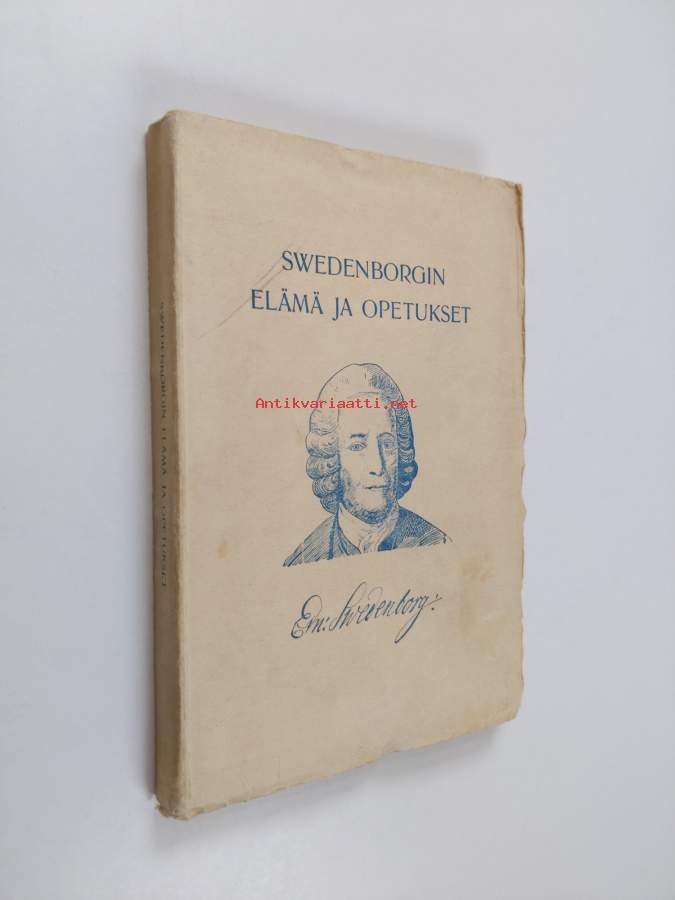 SWEDENBORGIN
ELÄMÄ JA OPETUKSET
Antikvariaatti.net
Em: Swedenborg:
SWEDENBORGIN ELÄMÄ JA OPETUKSET